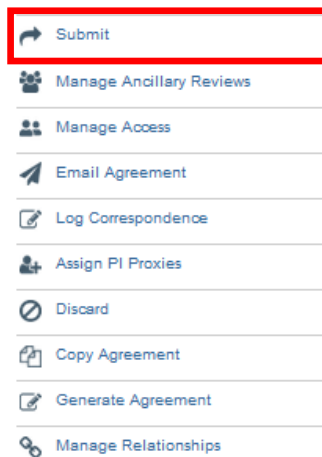 Submit
Manage Ancillary Reviews
Manage Access
Email Agreement
Log Correspondence
Assign PI Proxies
Discard
Copy Agreement
Generate Agreement
Manage Relationships